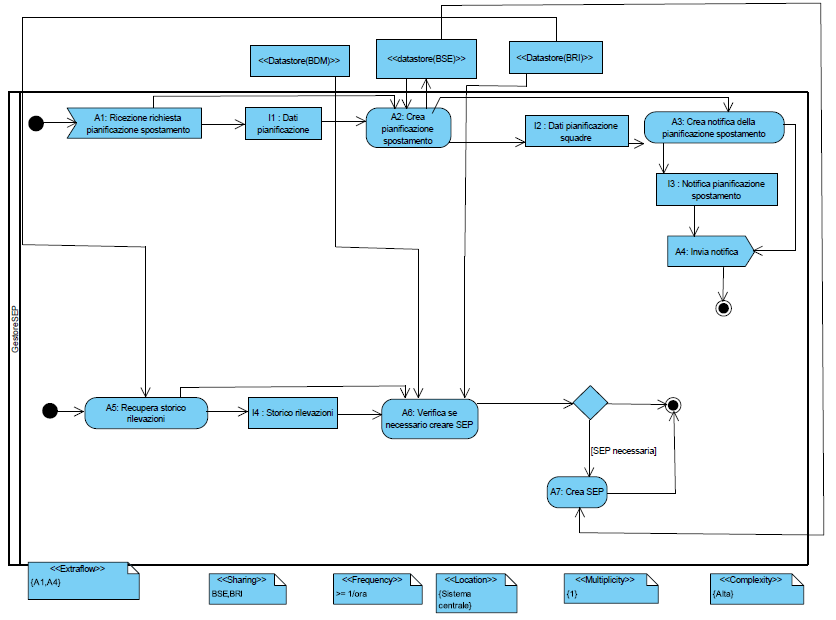 <<Datastore(BDM)>>
<<datastore(BSE)>>
<<Datastore(BRI)>>
A1: Ricezione richiesta
pianificazione spostamento
I1 : Dati
pianificazione
A2: Crea
pianificazione
spostamento
I2 : Dati pianificazione
squadre
A3: Crea notifica della
pianificazione spostamento
I3 : Notifica pianificazione
spostamento
A4: Invia notifica
GestoreSEP
A5: Recupera storico
rilevazioni
I4 : Storico rilevazioni
A6: Verifica se
necessario creare SEP
[SEP necessaria]
A7: Crea SEP
<<Extraflow>>
{A1,A4}
<<Sharing>>
BSE,BRI
<<Frequency>>
>= 1/ora
<<Location>>
{Sistema
centrale}
<<Multiplicity>>
{1}
<<Complexity>>
{Alta}